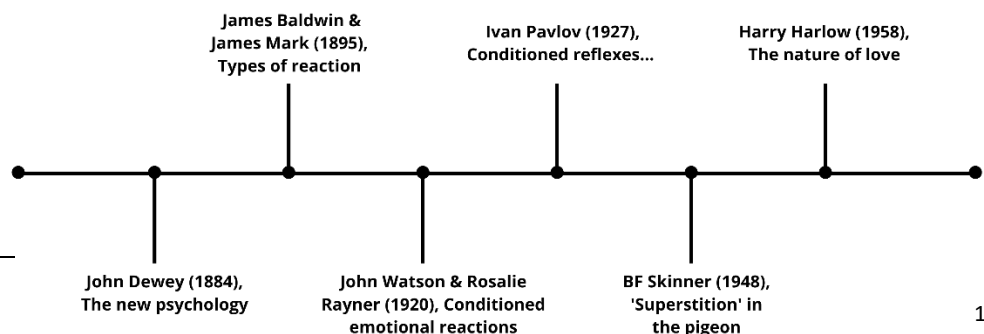 James Baldwin &
James Mark (1895),
Types of reaction
Ivan Pavlov (1927),
Conditioned reflexes...
Harry Harlow (1958),
The nature of love
John Dewey (1884),
The new psychology
John Watson & Rosalie
Rayner (1920), Conditioned
emotional reactions
BF Skinner (1948),
'Superstition' in
the pigeon
1